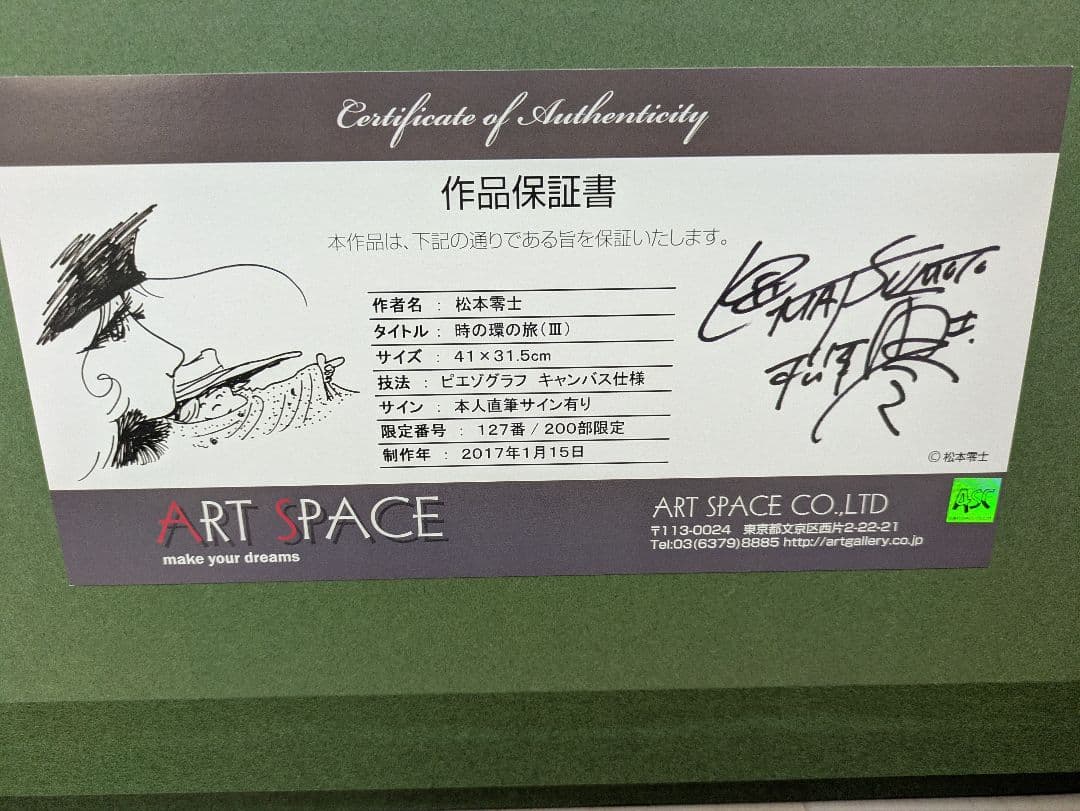 Certificate of Authenticity
作品保証書
本作品は、下記の通りである旨を保証いたします。
作者名 : 松本零士
タイトル : 時の環の旅(Ⅲ)
サイズ : 41×31.5cm
技法 : ピエゾグラフ キャンバス仕様
サイン : 本人直筆サイン有り
限定番号 : 127番/200部限定
制作年 : 2017年1月15日
MATSUMOTO
©松本零士
ART SPACE
make your dreams
ART SPACE CO.,LTD
〒113-0024 東京都文京区西片2-22-21
Tel:03(6379)8885 http://artgallery.co.jp
ASC